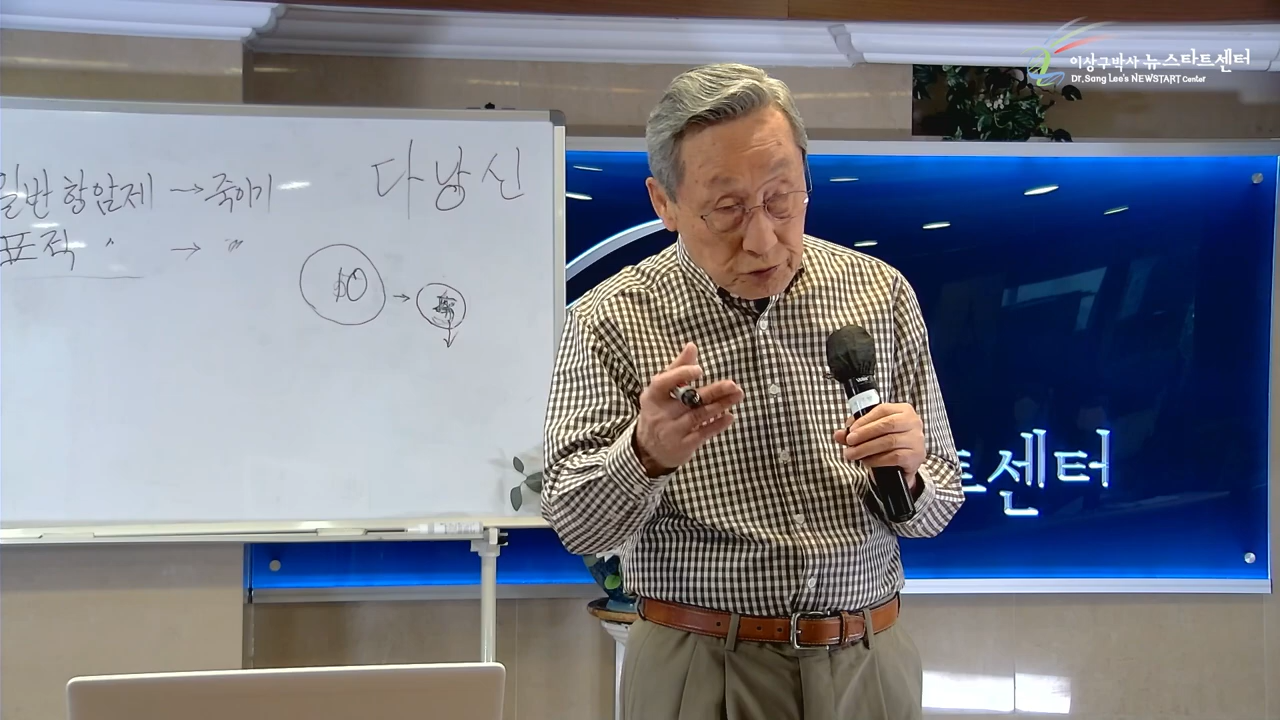 이상구박사 뉴스타트센터
Dr. Sang Lee's NEWSTART Center
일반 항암제 → 죽이기
표적 〃 → 〃
다낭신
트센터